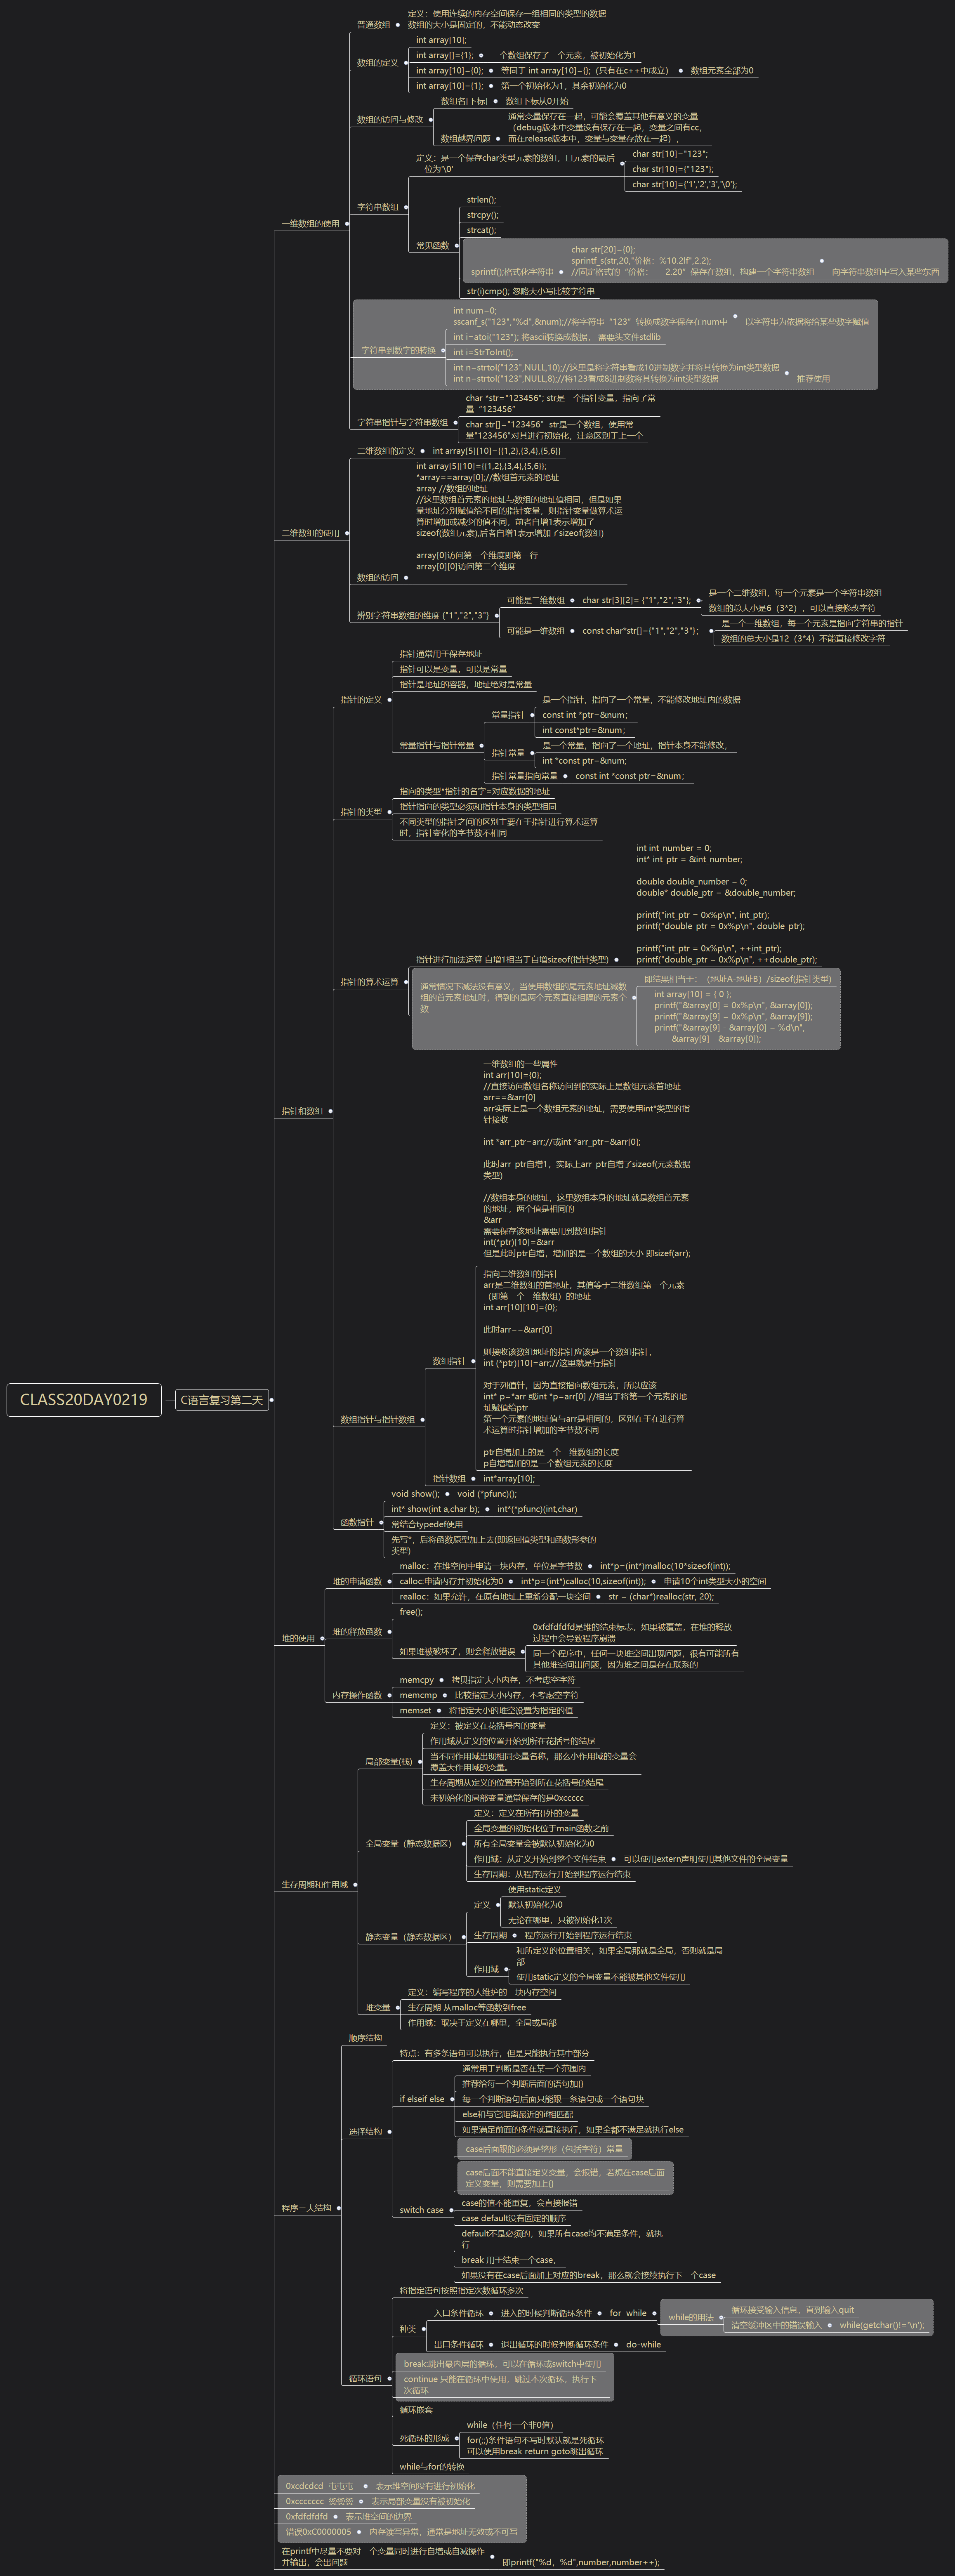 CLASS20DAY0219
C语言复习第二天
一维数组的使用
普通数组
定义：使用连续的内存空间保存一组相同的类型的数据
数组的大小是固定的，不能动态改变
数组的定义
int array[10];
int array[]={1};
一个数组保存了一个元素，被初始化为1
int array[10]={0};
等同于 int array[10]={};（只有在c++中成立）
数组元素全部为0
int array[10]={1};
第一个初始化为1，其余初始化为0
数组的访问与修改
数组名[下标]
数组下标从0开始
数组越界问题
通常变量保存在一起，可能会覆盖其他有意义的变量
（debug版本中变量没有保存在一起，变量之间有cc，
而在release版本中，变量与变量存放在一起），
字符串数组
定义：是一个保存char类型元素的数组，且元素的最后
一位为'\0'
char str[10]="123";
char str[10]={"123"};
char str[10]={'1','2','3','\0'};
常见函数
strlen();
strcpy();
strcat();
sprintf();格式化字符串
char str[20]={0};
sprintf_s(str,20,"价格：%10.2lf",2.2);
//固定格式的“价格：      2.20”保存在数组，构建一个字符串数组
向字符串数组中写入某些东西
str(i)cmp(); 忽略大小写比较字符串
字符串到数字的转换
int num=0;
sscanf_s("123","%d",&num);//将字符串“123”转换成数字保存在num中
以字符串为依据将给某些数字赋值
int i=atoi("123"); 将ascii转换成数据， 需要头文件stdlib
int i=StrToInt();
int n=strtol("123",NULL,10);//这里是将字符串看成10进制数字并将其转换为int类型数据
int n=strtol("123",NULL,8);//将123看成8进制数将其转换为int类型数据
推荐使用
字符串指针与字符串数组
char *str="123456"; str是一个指针变量，指向了常
量“123456”
char str[]="123456"  str是一个数组，使用常
量"123456"对其进行初始化，注意区别于上一个
二维数组的使用
二维数组的定义
int array[5][10]={{1,2},{3,4},{5,6}}
数组的访问
int array[5][10]={{1,2},{3,4},{5,6}};
*array==array[0];//数组首元素的地址
array //数组的地址
//这里数组首元素的地址与数组的地址值相同，但是如果
量地址分别赋值给不同的指针变量，则指针变量做算术运
算时增加或减少的值不同，前者自增1表示增加了
sizeof(数组元素),后者自增1表示增加了sizeof(数组)
array[0]访问第一个维度即第一行
array[0][0]访问第二个维度
辨别字符串数组的维度 {"1","2","3"}
可能是二维数组
char str[3][2]= {"1","2","3"};
是一个二维数组，每一个元素是一个字符串数组
数组的总大小是6（3*2），可以直接修改字符
可能是一维数组
const char*str[]={"1","2","3"}；
是一个一维数组，每一个元素是指向字符串的指针
数组的总大小是12（3*4）不能直接修改字符
指针和数组
指针的定义
指针通常用于保存地址
指针可以是变量，可以是常量
指针是地址的容器，地址绝对是常量
常量指针与指针常量
常量指针
是一个指针，指向了一个常量，不能修改地址内的数据
const int *ptr=&num；
int const*ptr=&num；
指针常量
是一个常量，指向了一个地址，指针本身不能修改，
int *const ptr=&num;
指针常量指向常量
const int *const ptr=&num；
指针的类型
指向的类型*指针的名字=对应数据的地址
指针指向的类型必须和指针本身的类型相同
不同类型的指针之间的区别主要在于指针进行算术运算
时，指针变化的字节数不相同
指针的算术运算
指针进行加法运算 自增1相当于自增sizeof(指针类型)
int int_number = 0;
int* int_ptr = &int_number;
double double_number = 0;
double* double_ptr = &double_number;
printf("int_ptr = 0x%p\n", int_ptr);
printf("double_ptr = 0x%p\n", double_ptr);
printf("int_ptr = 0x%p\n", ++int_ptr);
printf("double_ptr = 0x%p\n", ++double_ptr);
通常情况下减法没有意义，当使用数组的尾元素地址减数
组的首元素地址时，得到的是两个元素直接相隔的元素个
数
即结果相当于：（地址A-地址B）/sizeof(指针类型)
int array[10] = { 0 };
printf("&array[0] = 0x%p\n", &array[0]);
printf("&array[9] = 0x%p\n", &array[9]);
printf("&array[9] - &array[0] = %d\n",
&array[9] - &array[0]);
数组指针与指针数组
数组指针
一维数组的一些属性
int arr[10]={0};
//直接访问数组名称访问到的实际上是数组元素首地址
arr==&arr[0]
arr实际上是一个数组元素的地址，需要使用int*类型的指
针接收
int *arr_ptr=arr;//或int *arr_ptr=&arr[0];
此时arr_ptr自增1，实际上arr_ptr自增了sizeof(元素数据
类型)
//数组本身的地址，这里数组本身的地址就是数组首元素
的地址，两个值是相同的
&arr
需要保存该地址需要用到数组指针
int(*ptr)[10]=&arr
但是此时ptr自增，增加的是一个数组的大小 即sizef(arr);
指向二维数组的指针
arr是二维数组的首地址，其值等于二维数组第一个元素
（即第一个一维数组）的地址
int arr[10][10]={0};
此时arr==&arr[0]
则接收该数组地址的指针应该是一个数组指针，
int (*ptr)[10]=arr;//这里就是行指针
对于列值针，因为直接指向数组元素，所以应该
int* p=*arr 或int *p=arr[0] //相当于将第一个元素的地
址赋值给ptr
第一个元素的地址值与arr是相同的，区别在于在进行算
术运算时指针增加的字节数不同
ptr自增加上的是一个一维数组的长度
p自增增加的是一个数组元素的长度
指针数组
int*array[10];
函数指针
void show();
void (*pfunc)();
int* show(int a,char b);
int*(*pfunc)(int,char)
常结合typedef使用
先写*，后将函数原型加上去(即返回值类型和函数形参的
类型)
堆的使用
堆的申请函数
malloc：在堆空间中申请一块内存，单位是字节数
int*p=(int*)malloc(10*sizeof(int));
calloc:申请内存并初始化为0
int*p=(int*)calloc(10,sizeof(int));
申请10个int类型大小的空间
realloc：如果允许，在原有地址上重新分配一块空间
str = (char*)realloc(str, 20);
堆的释放函数
free();
如果堆被破坏了，则会释放错误
0xfdfdfdfd是堆的结束标志，如果被覆盖，在堆的释放
过程中会导致程序崩溃
同一个程序中，任何一块堆空间出现问题，很有可能所有
其他堆空间出问题，因为堆之间是存在联系的
内存操作函数
memcpy
拷贝指定大小内存，不考虑空字符
memcmp
比较指定大小内存，不考虑空字符
memset
将指定大小的堆空设置为指定的值
生存周期和作用域
局部变量(栈)
定义：被定义在花括号内的变量
作用域从定义的位置开始到所在花括号的结尾
当不同作用域出现相同变量名称，那么小作用域的变量会
覆盖大作用域的变量。
生存周期从定义的位置开始到所在花括号的结尾
未初始化的局部变量通常保存的是0xccccc
全局变量（静态数据区）
定义：定义在所有{}外的变量
全局变量的初始化位于main函数之前
所有全局变量会被默认初始化为0
作用域：从定义开始到整个文件结束
可以使用extern声明使用其他文件的全局变量
生存周期：从程序运行开始到程序运行结束
静态变量（静态数据区）
定义
使用static定义
默认初始化为0
无论在哪里，只被初始化1次
生存周期
程序运行开始到程序运行结束
作用域
和所定义的位置相关，如果全局那就是全局，否则就是局
部
使用static定义的全局变量不能被其他文件使用
堆变量
定义：编写程序的人维护的一块内存空间
生存周期 从malloc等函数到free
作用域：取决于定义在哪里，全局或局部
程序三大结构
顺序结构
选择结构
特点：有多条语句可以执行，但是只能执行其中部分
if elseif else
通常用于判断是否在某一个范围内
推荐给每一个判断后面的语句加{}
每一个判断语句后面只能跟一条语句或一个语句块
else和与它距离最近的if相匹配
如果满足前面的条件就直接执行，如果全都不满足就执行else
switch case
case后面跟的必须是整形（包括字符）常量
case后面不能直接定义变量，会报错，若想在case后面
定义变量，则需要加上{}
case的值不能重复，会直接报错
case default没有固定的顺序
default不是必须的，如果所有case均不满足条件，就执
行
break 用于结束一个case，
如果没有在case后面加上对应的break，那么就会接续执行下一个case
循环语句
将指定语句按照指定次数循环多次
种类
入口条件循环
进入的时候判断循环条件
for  while
while的用法
循环接受输入信息，直到输入quit
清空缓冲区中的错误输入
while(getchar()!='\n');
出口条件循环
退出循环的时候判断循环条件
do-while
break:跳出最内层的循环，可以在循环或switch中使用
continue 只能在循环中使用，跳过本次循环，执行下一
次循环
循环嵌套
死循环的形成
while（任何一个非0值）
for(;;)条件语句不写时默认就是死循环
可以使用break return goto跳出循环
while与for的转换
0xcdcdcd  屯屯屯
表示堆空间没有进行初始化
0xccccccc  烫烫烫
表示局部变量没有被初始化
0xfdfdfdfd
表示堆空间的边界
错误0xC0000005
内存读写异常，通常是地址无效或不可写
在printf中尽量不要对一个变量同时进行自增或自减操作
并输出，会出问题
即printf("%d，%d",number,number++);